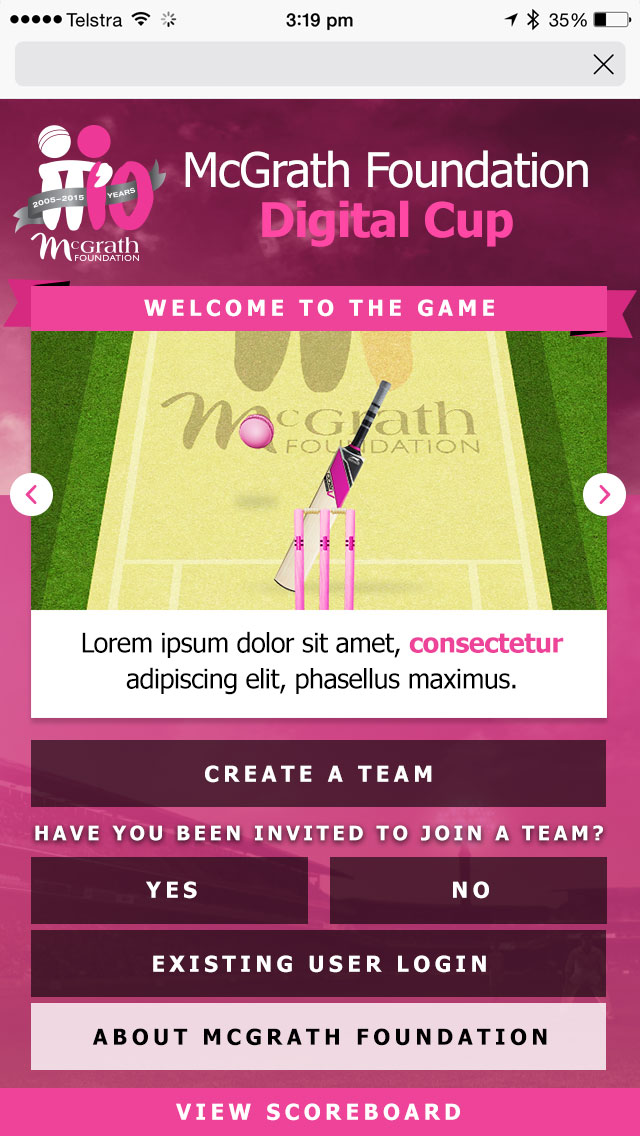 Telstra 3:19 pm 35%
2005-2015 YEARS
McGrath
FOUNDATION
McGrath Foundation
Digital Cup
WELCOME TO THE GAME
McGrath
FOUNDATION
Lorem ipsum dolor sit amet, consectetur
adipiscing elit, phasellus maximus.
CREATE A TEAM
HAVE YOU BEEN INVITED TO JOIN A TEAM?
YES NO
EXISTING USER LOGIN
ABOUT MCGRATH FOUNDATION
VIEW SCOREBOARD